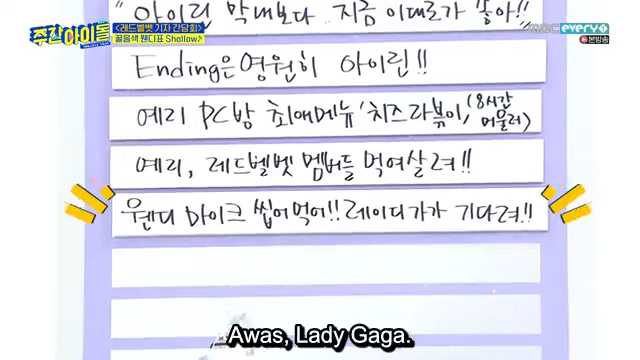 주간아이돌
<레드벨벳 기자 간담회>
꿀음색 웬디표 Shallow♪
MBC every1
본방송
"아이린 막내보다.. 지금 이대로가 좋아!!"
Ending은 영원히 아이린!!
예리 PC방 최애메뉴 '치즈라볶이' (8시간 머물러)
예리, 레드벨벳 멤버들 먹여살려!!
웬디 마이크 씹어먹어!! 레이디가가 기다려!!
Awas, Lady Gaga.